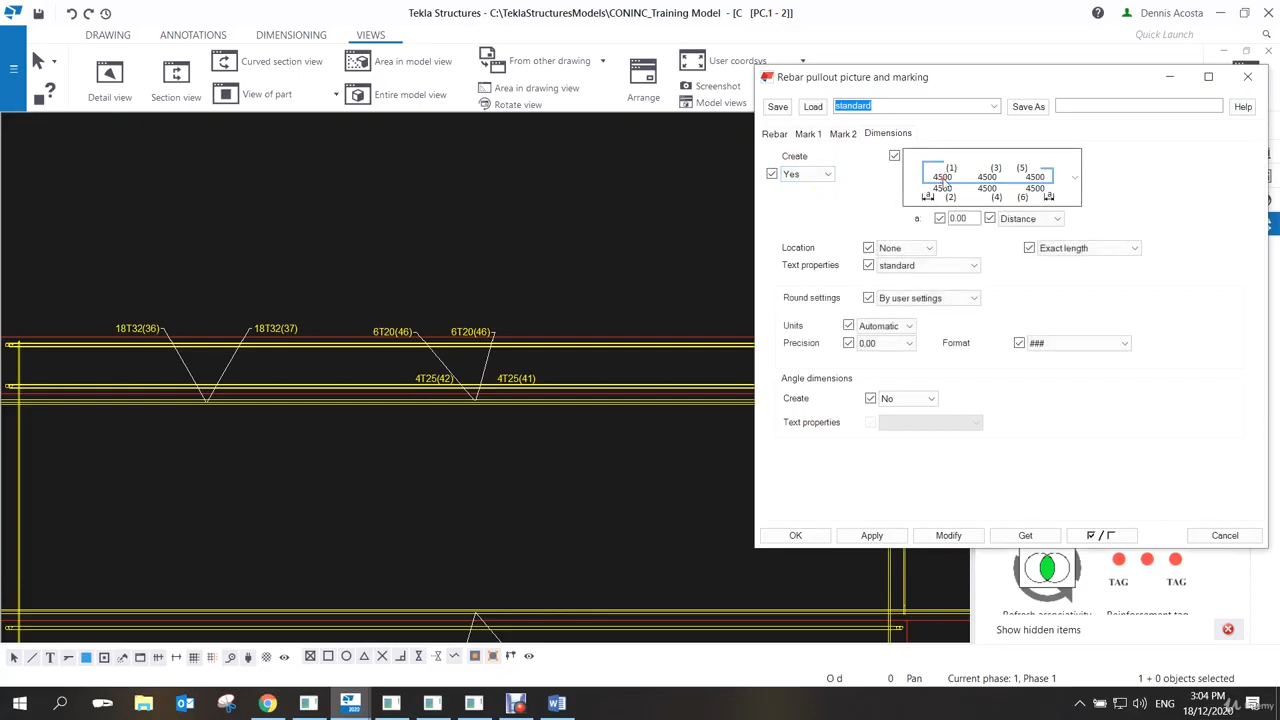 Tekla Structures - C:\TeklaStructuresModels\CONINC_Training Model - [C [PC.1 - 2]]
Dennis Acosta
DRAWING ANNOTATIONS DIMENSIONING VIEWS
Quick Launch
Detail view
Section view
Curved section view
View of part
Area in model view
Entire model view
From other drawing
Area in drawing view
Rotate view
Arrange
User coordsys
Screenshot
Model views
Rebar pullout picture and marking
Save Load standard Save As Help
Rebar Mark 1 Mark 2 Dimensions
Create
Yes
(1) (3) (5)
4500 4500 4500
4500 4500 4500
a (2) (4) (6) a
a: 0.00 Distance
Location None Exact length
Text properties standard
Round settings By user settings
Units Automatic
Precision 0.00 Format ###
Angle dimensions
Create No
Text properties
OK Apply Modify Get Cancel
18T32(36) 18T32(37) 6T20(46) 6T20(46)
4T25(42) 4T25(41)
TAG TAG
Refresh associativity Reinforcement tag
Show hidden items
O d 0 Pan Current phase: 1, Phase 1 1 + 0 objects selected
2020
ENG
3:04 PM
18/12/2020
Udemy